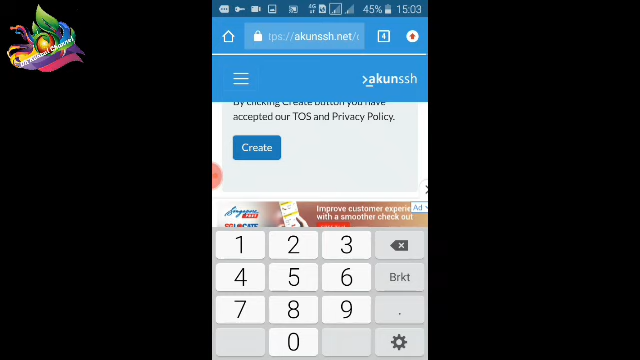 45% 15:03
tps://akunssh.net/c
4
>akunssh
By clicking Create button you have
accepted our TOS and Privacy Policy.
Create
Ad
Improve customer experie
with a smoother check out
1 2 3
4 5 6 Brkt
7 8 9 .
0